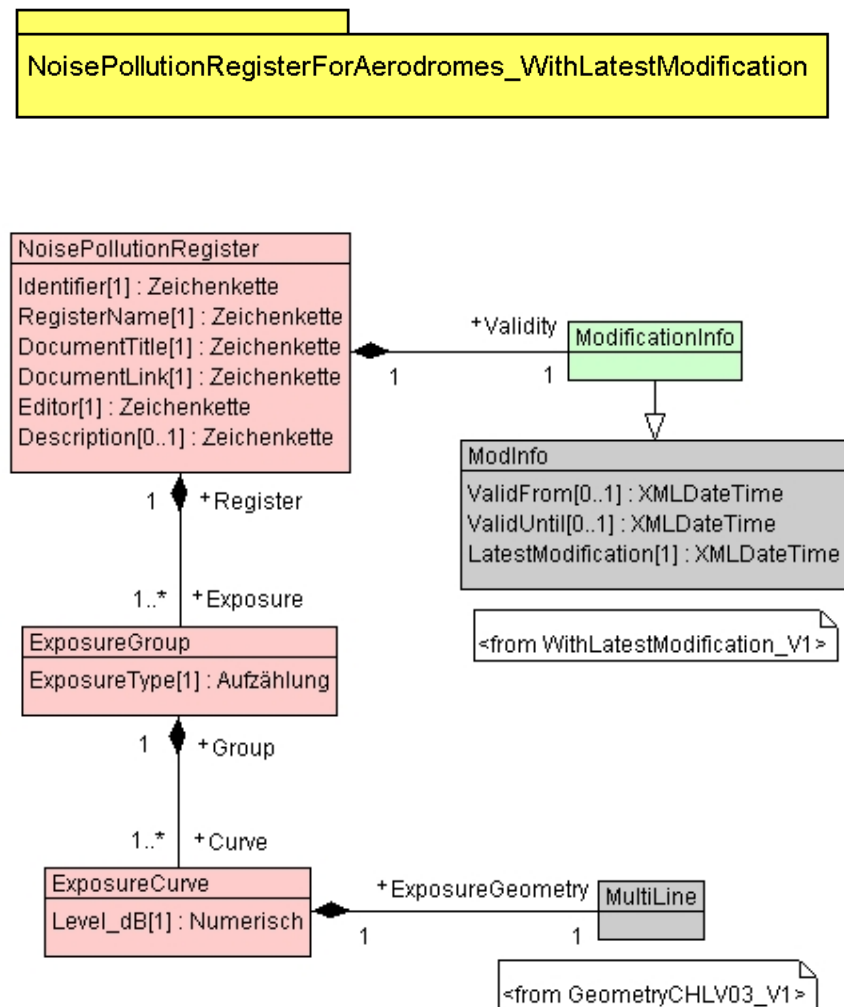 NoisePollutionRegisterForAerodromes_WithLatestModification
NoisePollutionRegister
Identifier[1] : Zeichenkette
RegisterName[1] : Zeichenkette
DocumentTitle[1] : Zeichenkette
DocumentLink[1] : Zeichenkette
Editor[1] : Zeichenkette
Description[0..1] : Zeichenkette
+Validity
1
1
ModificationInfo
ModInfo
ValidFrom[0..1] : XMLDateTime
ValidUntil[0..1] : XMLDateTime
LatestModification[1] : XMLDateTime
<from WithLatestModification_V1>
1 +Register
1..* +Exposure
ExposureGroup
ExposureType[1] : Aufzählung
1 +Group
1..* +Curve
ExposureCurve
Level_dB[1] : Numerisch
+ExposureGeometry
1
1
MultiLine
<from GeometryCHLV03_V1>